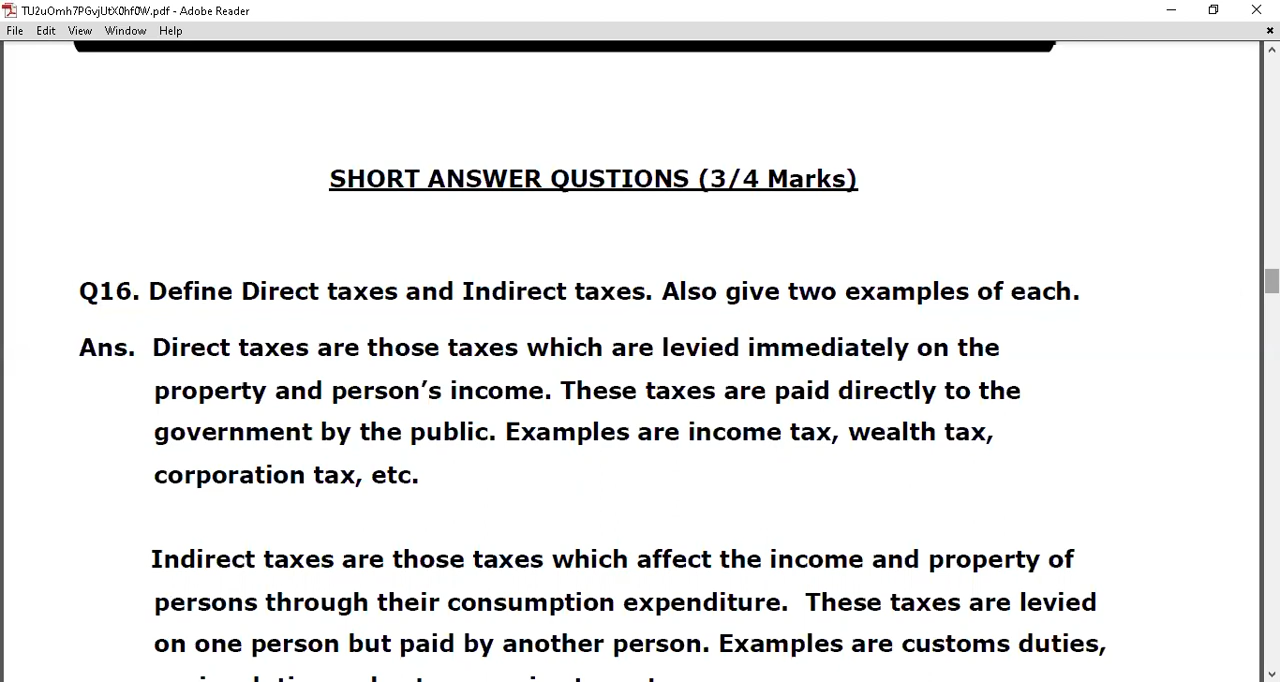 TU2uOmh7PGvjUtX0hf0W.pdf - Adobe Reader
File Edit View Window Help
SHORT ANSWER QUSTIONS (3/4 Marks)
Q16. Define Direct taxes and Indirect taxes. Also give two examples of each.
Ans. Direct taxes are those taxes which are levied immediately on the
property and person’s income. These taxes are paid directly to the
government by the public. Examples are income tax, wealth tax,
corporation tax, etc.
Indirect taxes are those taxes which affect the income and property of
persons through their consumption expenditure. These taxes are levied
on one person but paid by another person. Examples are customs duties,